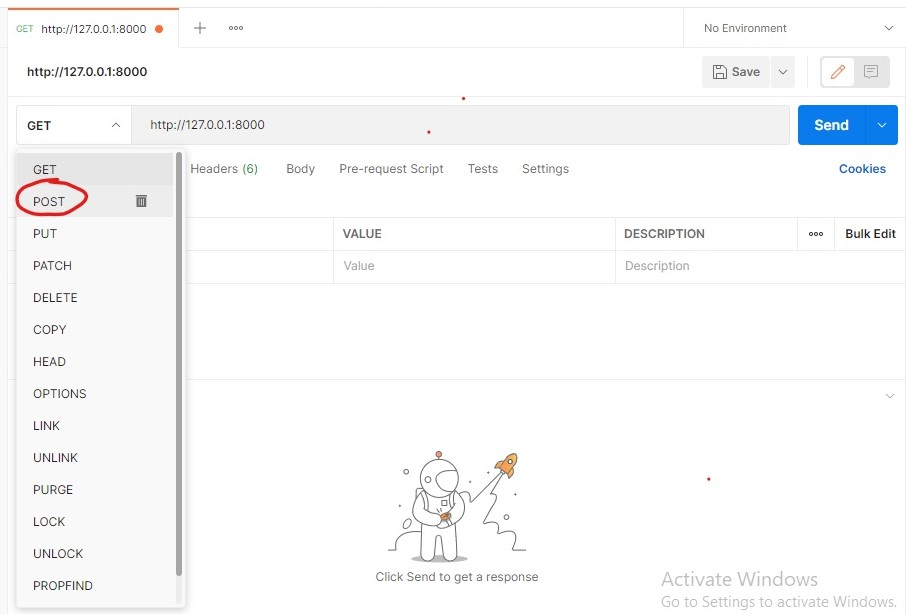 GET http://127.0.0.1:8000
No Environment
http://127.0.0.1:8000
Save
GET
http://127.0.0.1:8000
Send
Headers (6)
Body
Pre-request Script
Tests
Settings
Cookies
GET
POST
PUT
PATCH
DELETE
COPY
HEAD
OPTIONS
LINK
UNLINK
PURGE
LOCK
UNLOCK
PROPFIND
VALUE
DESCRIPTION
Bulk Edit
Value
Description
Click Send to get a response
Activate Windows
Go to Settings to activate Windows.